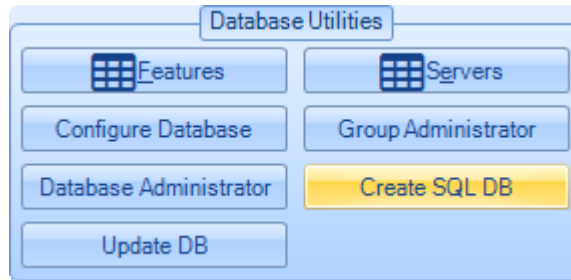 Database Utilities
Features
Servers
Configure Database
Group Administrator
Database Administrator
Create SQL DB
Update DB